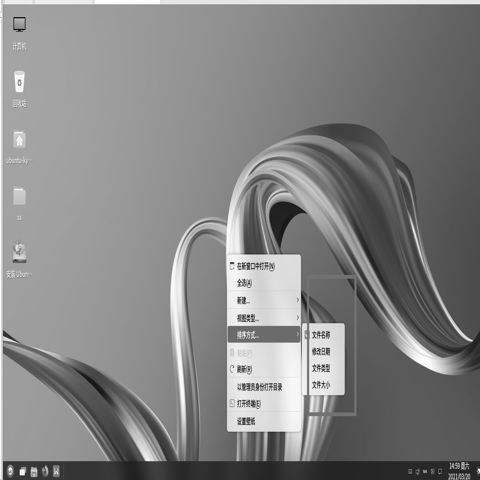 计算机
回收站
ubuntu-ky...
ss
安装 Ubun...
在新窗口中打开(N)
全选(A)
新建...
视图类型...
排序方式...
粘贴(P)
刷新(R)
以管理员身份打开目录
打开终端(E)
设置壁纸
文件名称
修改日期
文件类型
文件大小
14:59 周六
2021/03/20